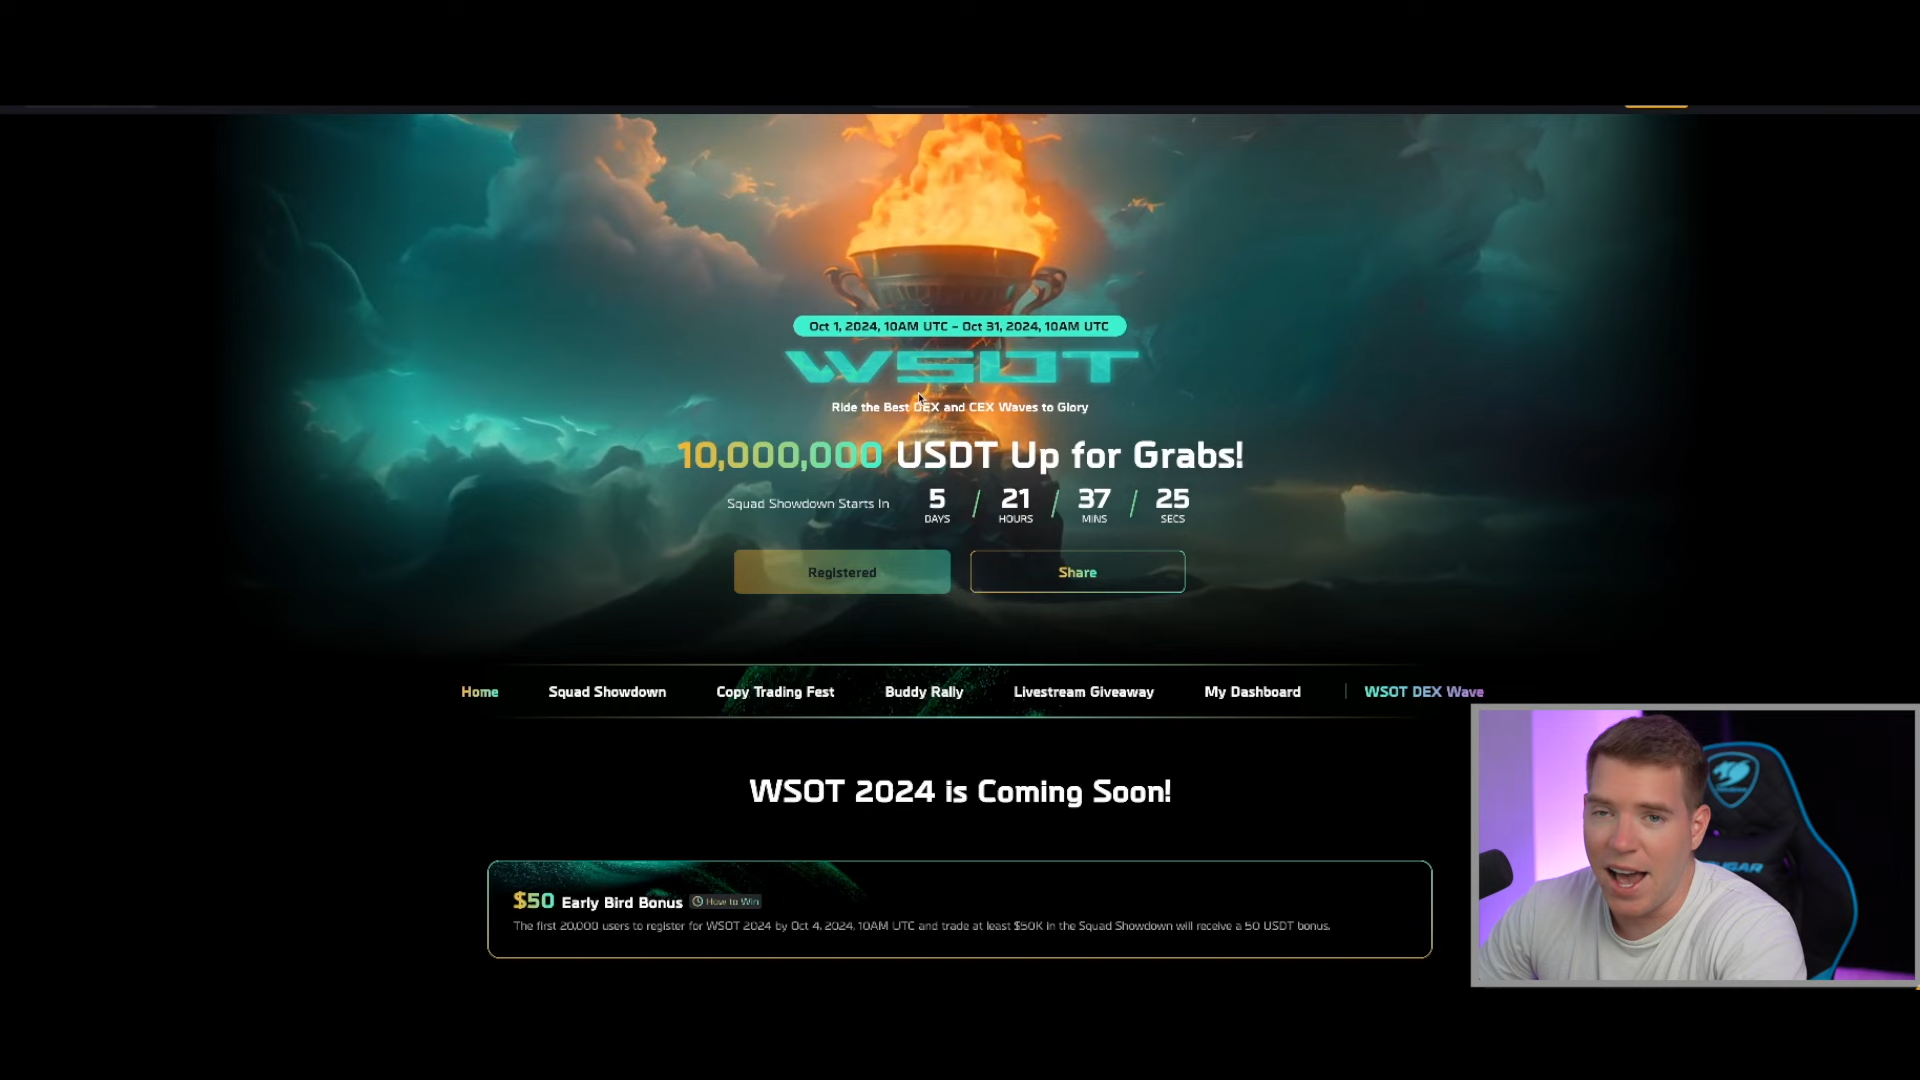 Oct 1, 2024, 10AM UTC – Oct 31, 2024, 10AM UTC
WSOT
Ride the Best DEX and CEX Waves to Glory
10,000,000 USDT Up for Grabs!
Squad Showdown Starts In 5 / 21 / 37 / 25
DAYS HOURS MINS SECS
Registered Share
Home Squad Showdown Copy Trading Fest Buddy Rally Livestream Giveaway My Dashboard | WSOT DEX Wave
WSOT 2024 is Coming Soon!
$50 Early Bird Bonus How to Win
The first 20,000 users to register for WSOT 2024 by Oct 4, 2024, 10AM UTC and trade at least $50K in the Squad Showdown will receive a 50 USDT bonus.